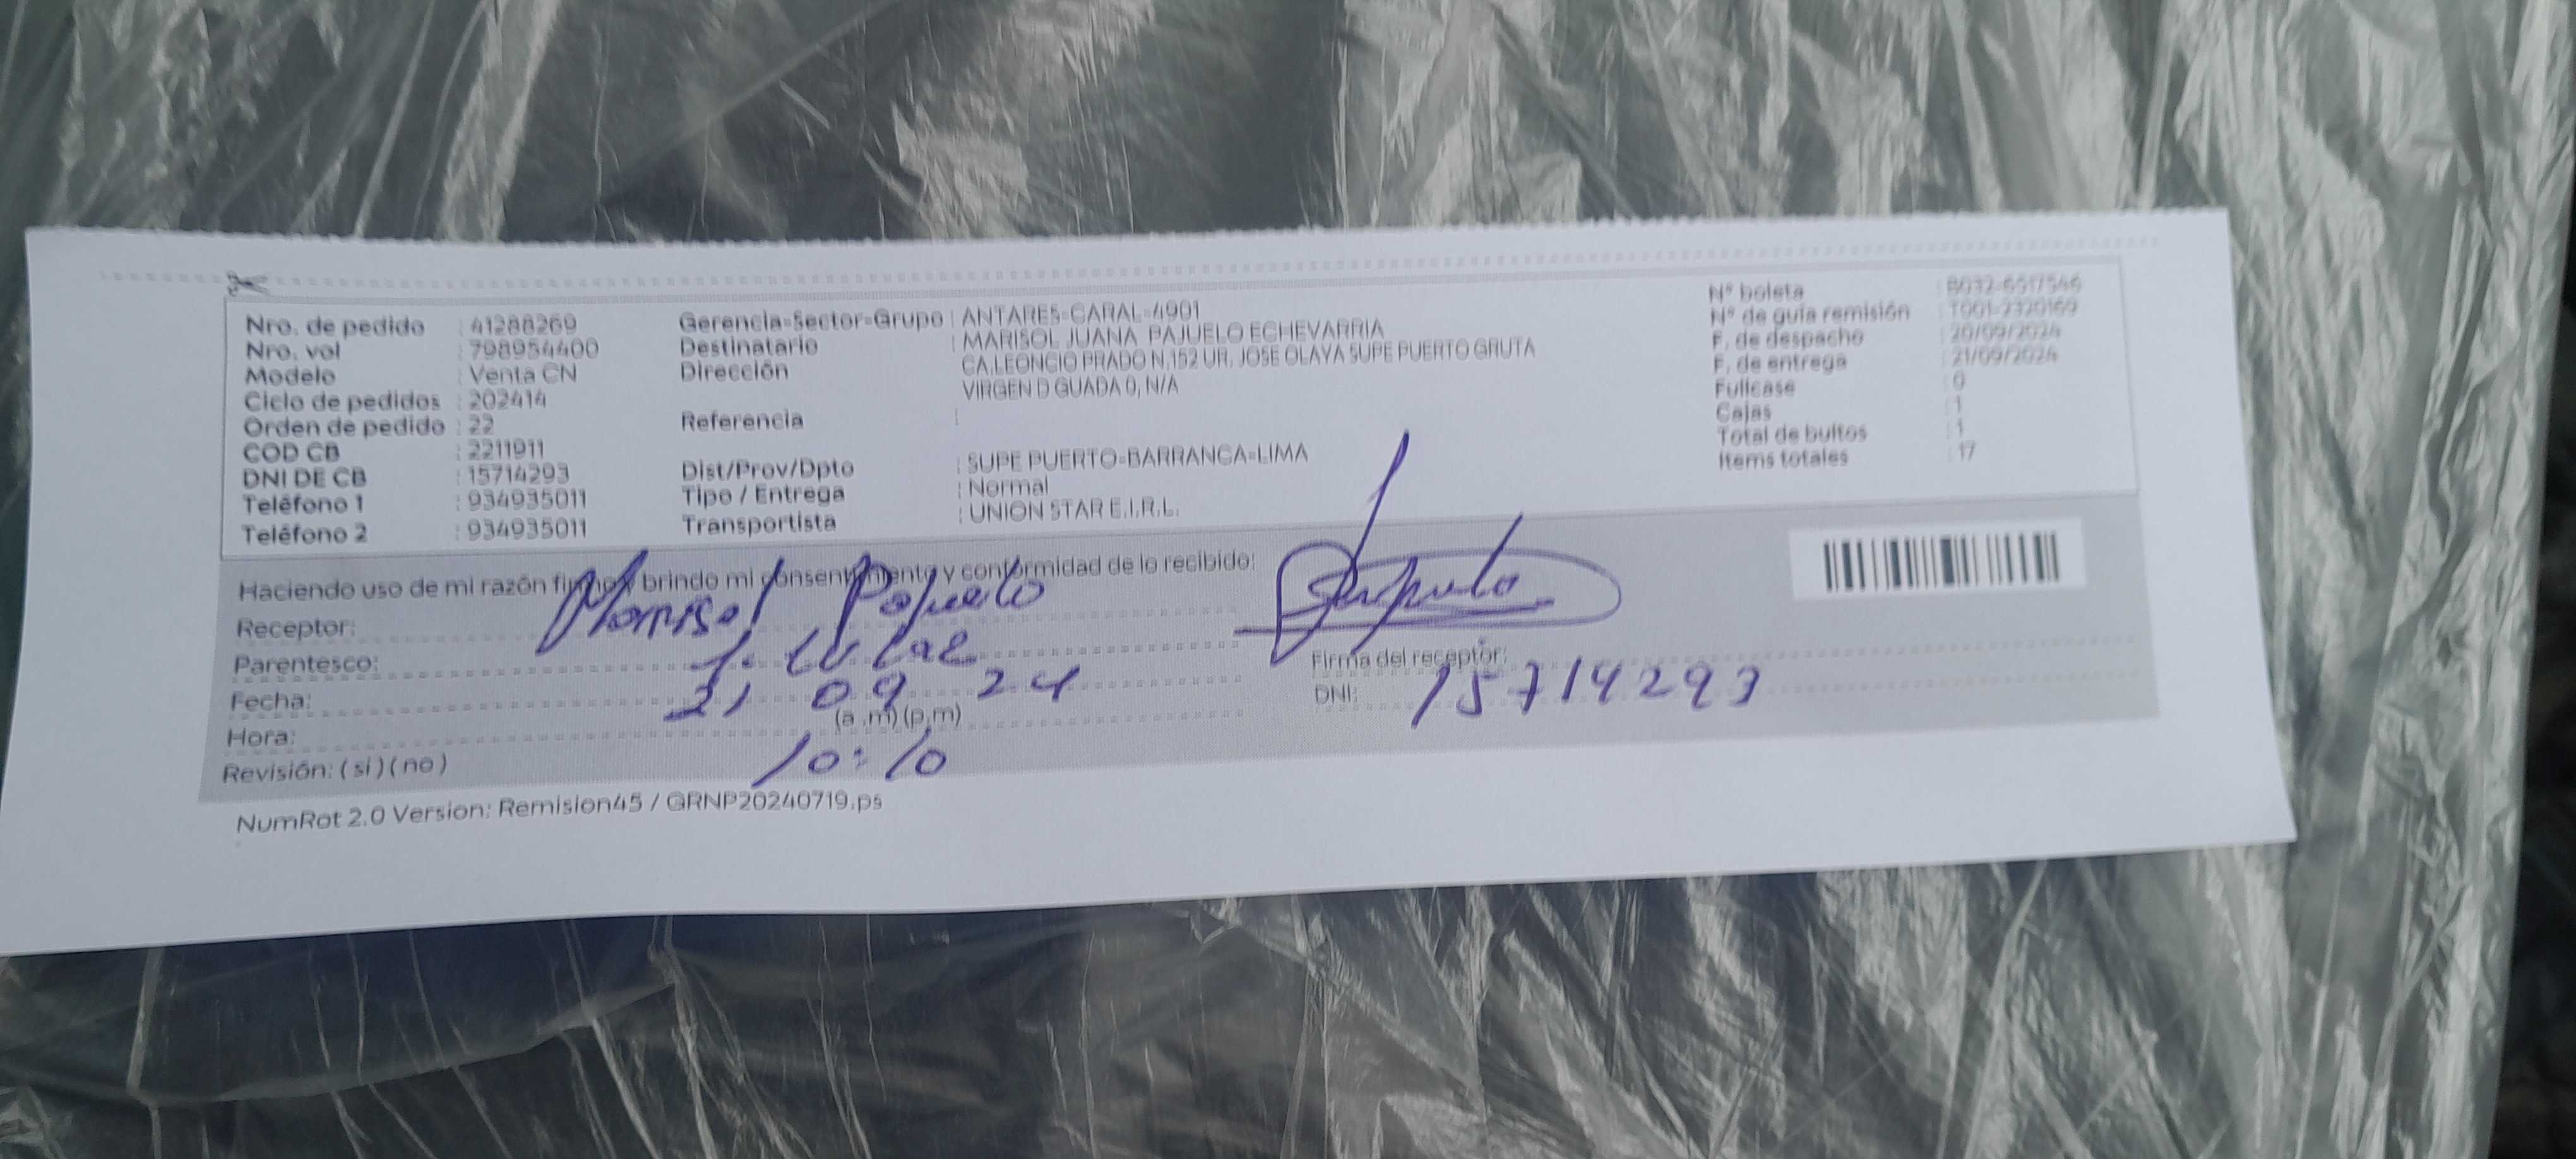 Nro. de pedido : 41288269
Nro. vol : 798954400
Modelo : Venta CN
Ciclo de pedidos : 202414
Orden de pedido : 22
COD CB : 2211911
DNI DE CB : 15714293
Teléfono 1 : 934935011
Teléfono 2 : 934935011
Gerencia-Sector-Grupo : ANTARES-CARAL-4901
Destinatario : MARISOL JUANA PAJUELO ECHEVARRIA
Dirección CA.LEONCIO PRADO N.152 UR. JOSE OLAYA SUPE PUERTO GRUTA
VIRGEN D GUADA 0, N/A
Referencia :
Dist/Prov/Dpto : SUPE PUERTO-BARRANCA-LIMA
Tipo / Entrega : Normal
Transportista : UNION STAR E.I.R.L.
N° boleta : B032-6517546
N° de guía remisión : T001-2320169
F. de despacho : 20/09/2024
F. de entrega : 21/09/2024
Fullcase : 0
Cajas : 1
Total de bultos : 1
Items totales : 17
Haciendo uso de mi razón firmo y brindo mi consentimiento y conformidad de lo recibido:
Receptor: Marisol Pajuelo
Parentesco: Titular
Fecha: 21 09 24
Hora: (a .m) (p.m)
10:10
Revisión: ( si ) ( no )
Firma del receptor:
DNI: 15714293
NumRot 2.0 Version: Remision45 / GRNP20240719.ps